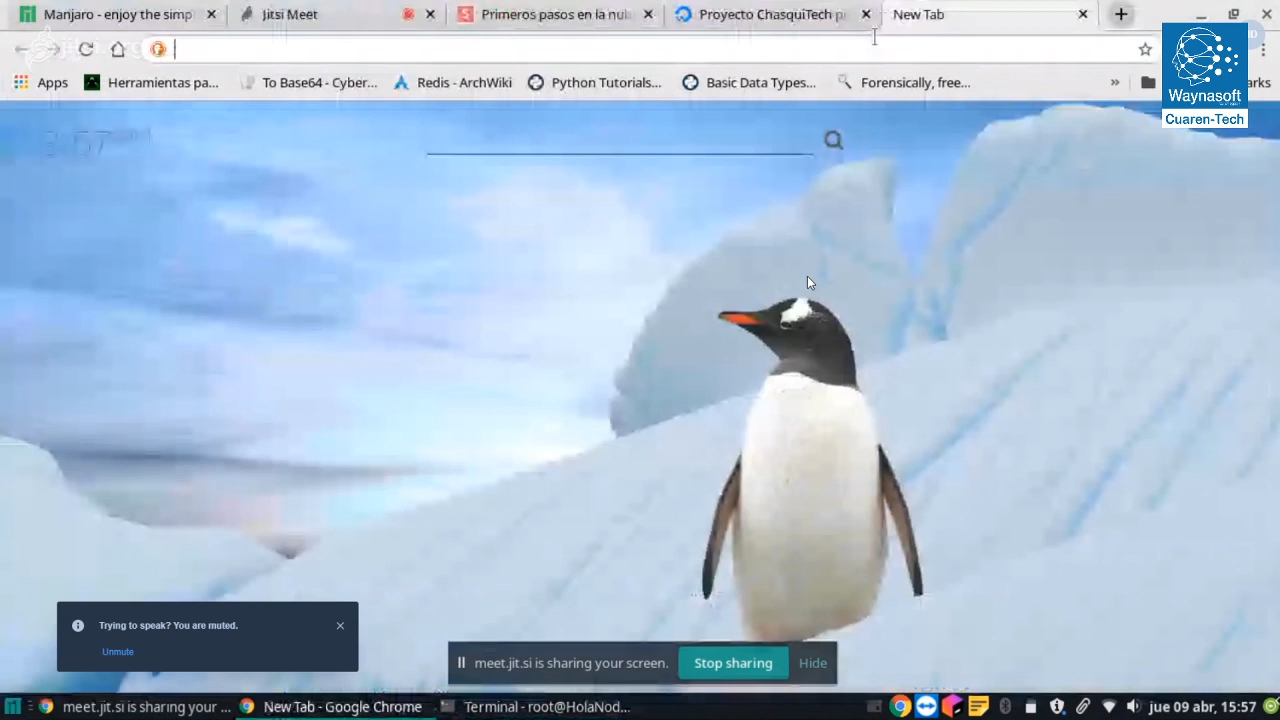 Manjaro - enjoy the simp
Jitsi Meet
Primeros pasos en la nub
Proyecto ChasquiTech p
New Tab
Apps
Herramientas pa...
To Base64 - Cyber...
Redis - ArchWiki
Python Tutorials...
Basic Data Types...
Forensically, free...
»
arks
Waynasoft
Cuaren-Tech
Trying to speak? You are muted.
Unmute
meet.jit.si is sharing your screen.
Stop sharing
Hide
meet.jit.si is sharing your ...
New Tab - Google Chrome
Terminal - root@HolaNod...
jue 09 abr, 15:57